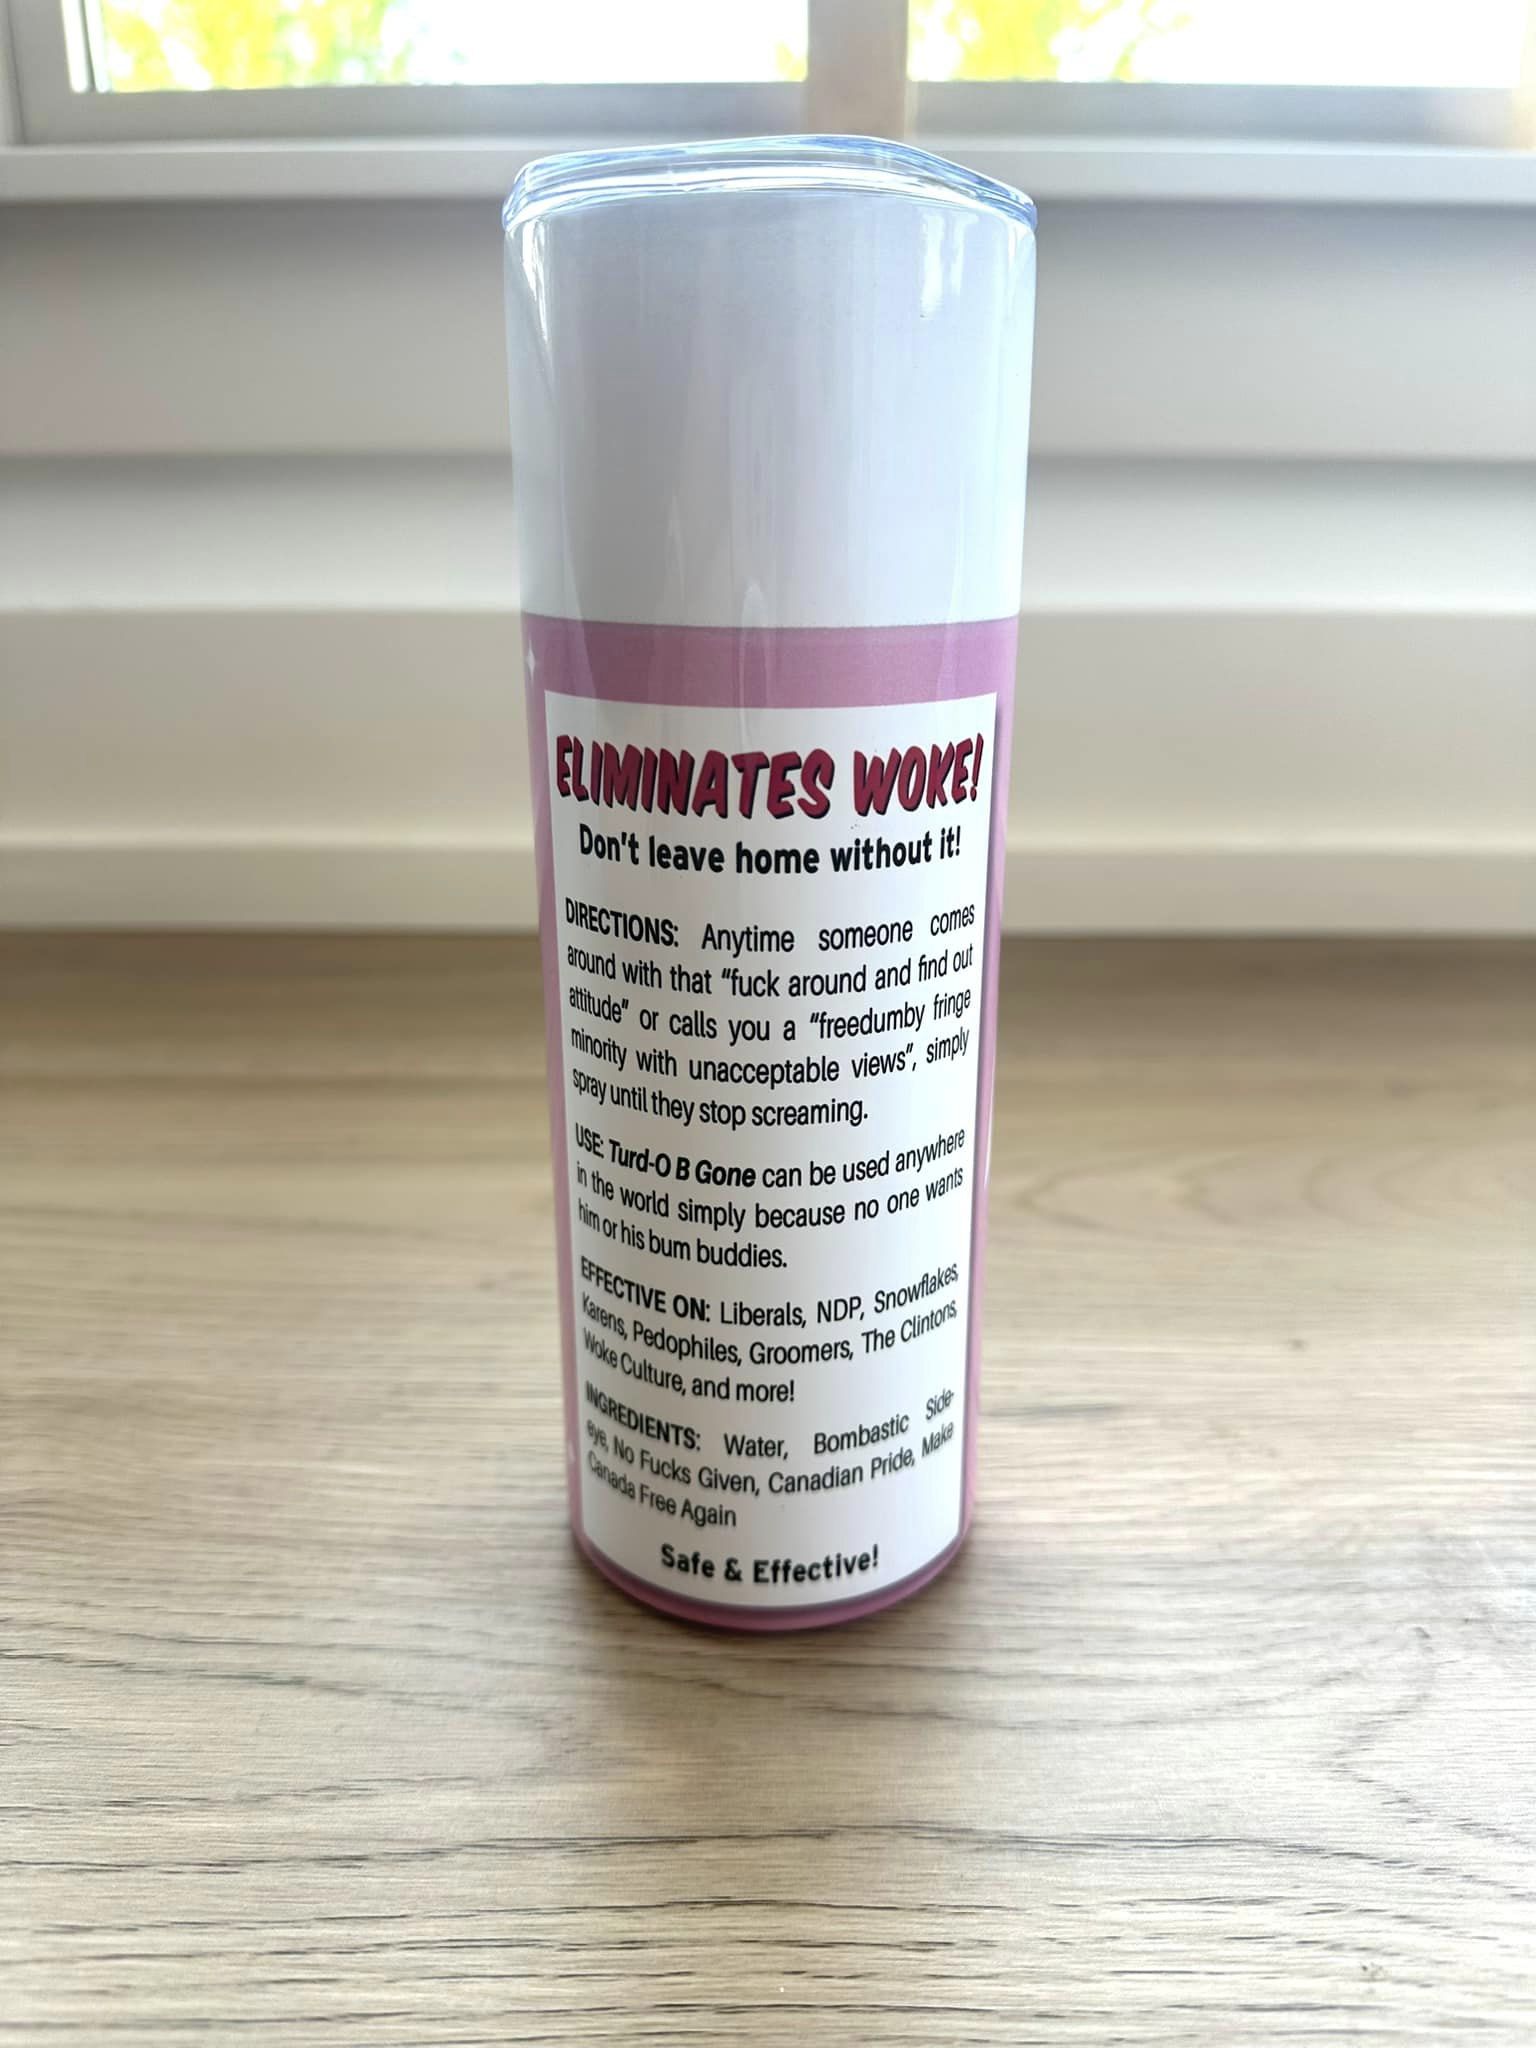 ELIMINATES WOKE!
Don't leave home without it!
DIRECTIONS: Anytime someone comes
around with that "fuck around and find out
attitude" or calls you a "freedumby fringe
minority with unacceptable views", simply
spray until they stop screaming.
USE: Turd-O B Gone can be used anywhere
in the world simply because no one wants
him or his bum buddies.
EFFECTIVE ON: Liberals, NDP, Snowflakes,
Karens, Pedophiles, Groomers, The Clintons,
Woke Culture, and more!
INGREDIENTS: Water, Bombastic Side-
eye, No Fucks Given, Canadian Pride, Make
Canada Free Again
Safe & Effective!